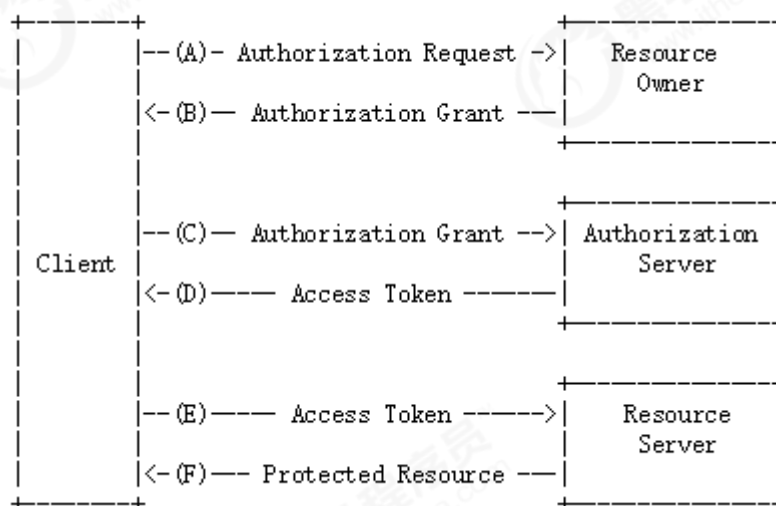 --(A)- Authorization Request ->
Resource
Owner
<-(B)-- Authorization Grant ---
--(C)-- Authorization Grant -->
Authorization
Server
Client
<-(D)---- Access Token -------
--(E)---- Access Token ------>
Resource
Server
<-(F)--- Protected Resource ---